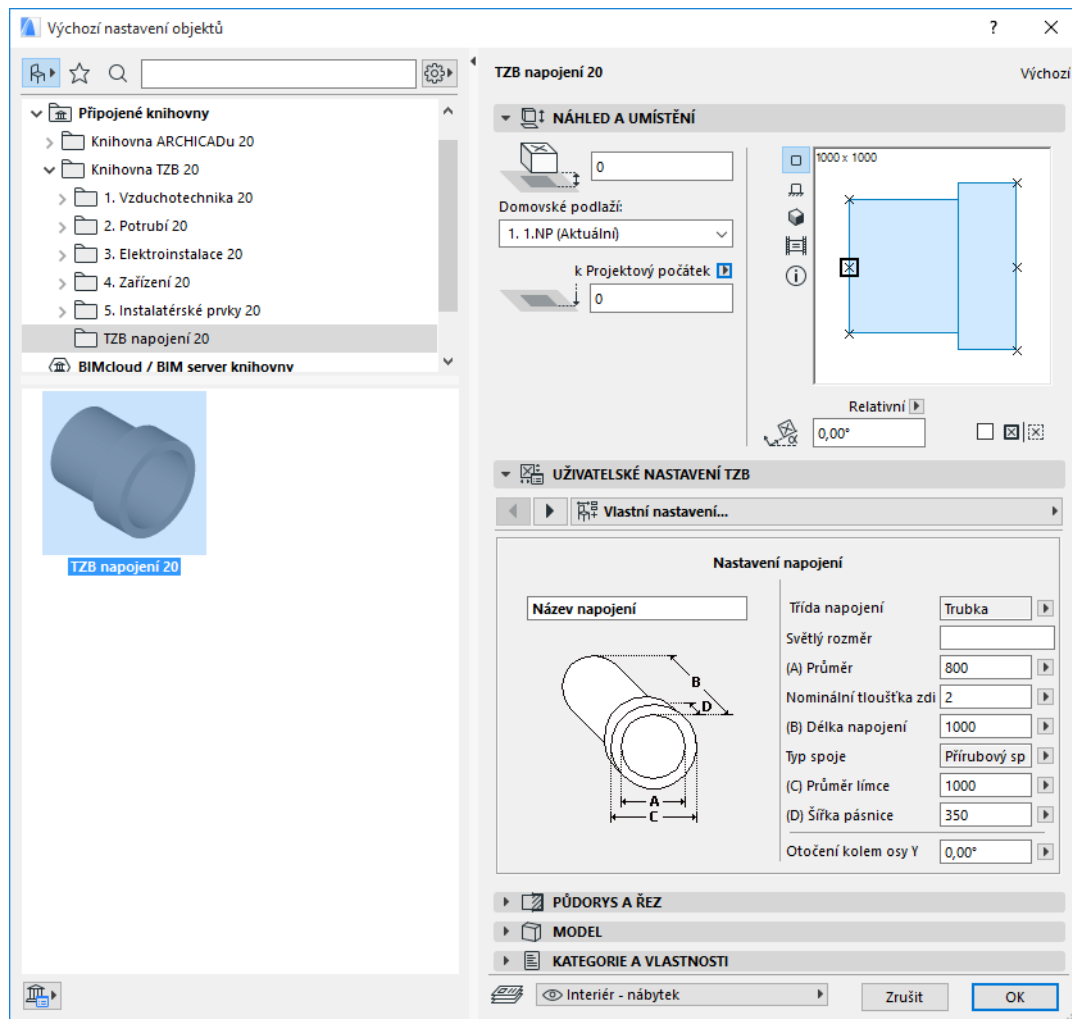 Výchozí nastavení objektů
?
Připojené knihovny
Knihovna ARCHICADu 20
Knihovna TZB 20
1. Vzduchotechnika 20
2. Potrubí 20
3. Elektroinstalace 20
4. Zařízení 20
5. Instalatérské prvky 20
TZB napojení 20
BIMcloud / BIM server knihovny
TZB napojení 20
TZB napojení 20
Výchozí
NÁHLED A UMÍSTĚNÍ
0
Domovské podlaží:
1. 1.NP (Aktuální)
k Projektový počátek
0
1000 x 1000
Relativní
α
0,00°
UŽIVATELSKÉ NASTAVENÍ TZB
Vlastní nastavení...
Nastavení napojení
Název napojení
B
D
A
C
Třída napojení Trubka
Světlý rozměr
(A) Průměr 800
Nominální tloušťka zdi 2
(B) Délka napojení 1000
Typ spoje Přírubový sp
(C) Průměr límce 1000
(D) Šířka pásnice 350
Otočení kolem osy Y 0,00°
PŮDORYS A ŘEZ
MODEL
KATEGORIE A VLASTNOSTI
Interiér - nábytek
Zrušit
OK